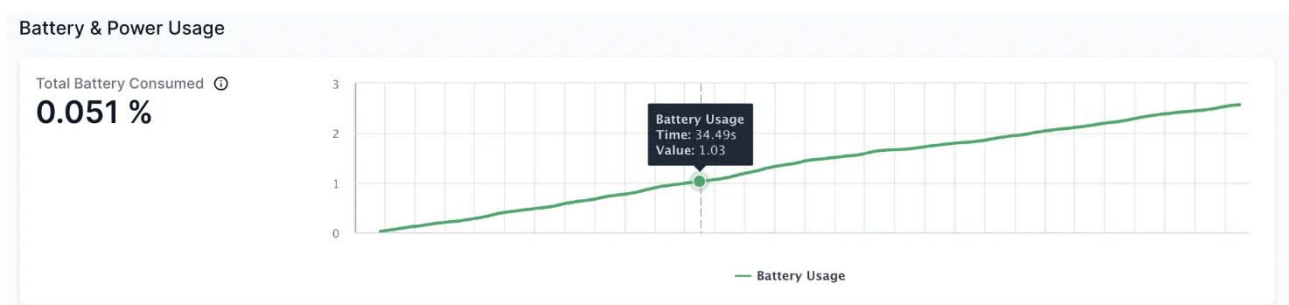 Battery & Power Usage
Total Battery Consumed
0.051 %
3
2
1
0
Battery Usage
Time: 34.49s
Value: 1.03
Battery Usage